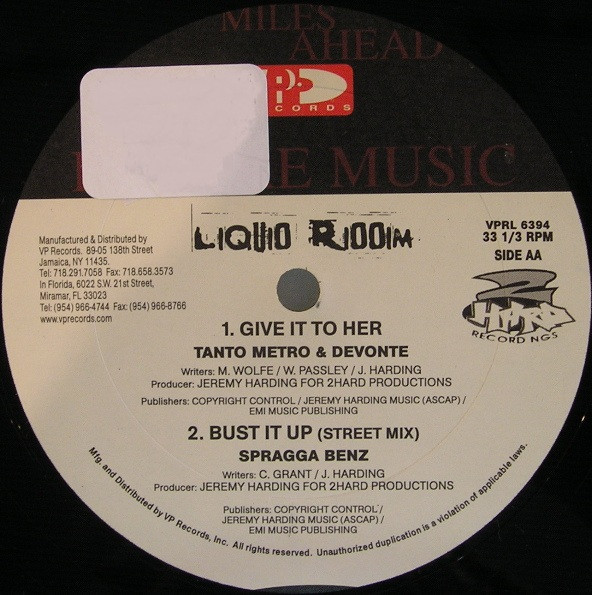 MILES
AHEAD
VP
RECORDS
MUSIC
LIQUID RIDDIM
Manufactured & Distributed by
VP Records. 89-05 138th Street
Jamaica, NY 11435.
Tel: 718.291.7058 Fax: 718.658.3573
In Florida, 6022 S.W. 21st Street,
Miramar, FL 33023
Tel: (954) 966-4744 Fax: (954) 966-8766
www.vprecords.com
VPRL 6394
33 1/3 RPM
SIDE AA
2
HARD
RECORDINGS
1. GIVE IT TO HER
TANTO METRO & DEVONTE
Writers: M. WOLFE / W. PASSLEY / J. HARDING
Producer: JEREMY HARDING FOR 2HARD PRODUCTIONS
Publishers: COPYRIGHT CONTROL / JEREMY HARDING MUSIC (ASCAP) /
EMI MUSIC PUBLISHING
2. BUST IT UP (STREET MIX)
SPRAGGA BENZ
Writers: C. GRANT / J. HARDING
Producer: JEREMY HARDING FOR 2HARD PRODUCTIONS
Publishers: COPYRIGHT CONTROL /
JEREMY HARDING MUSIC (ASCAP) /
EMI MUSIC PUBLISHING
Mfg. and Distributed by VP Records, Inc. All rights reserved. Unauthorized duplication is a violation of applicable laws.